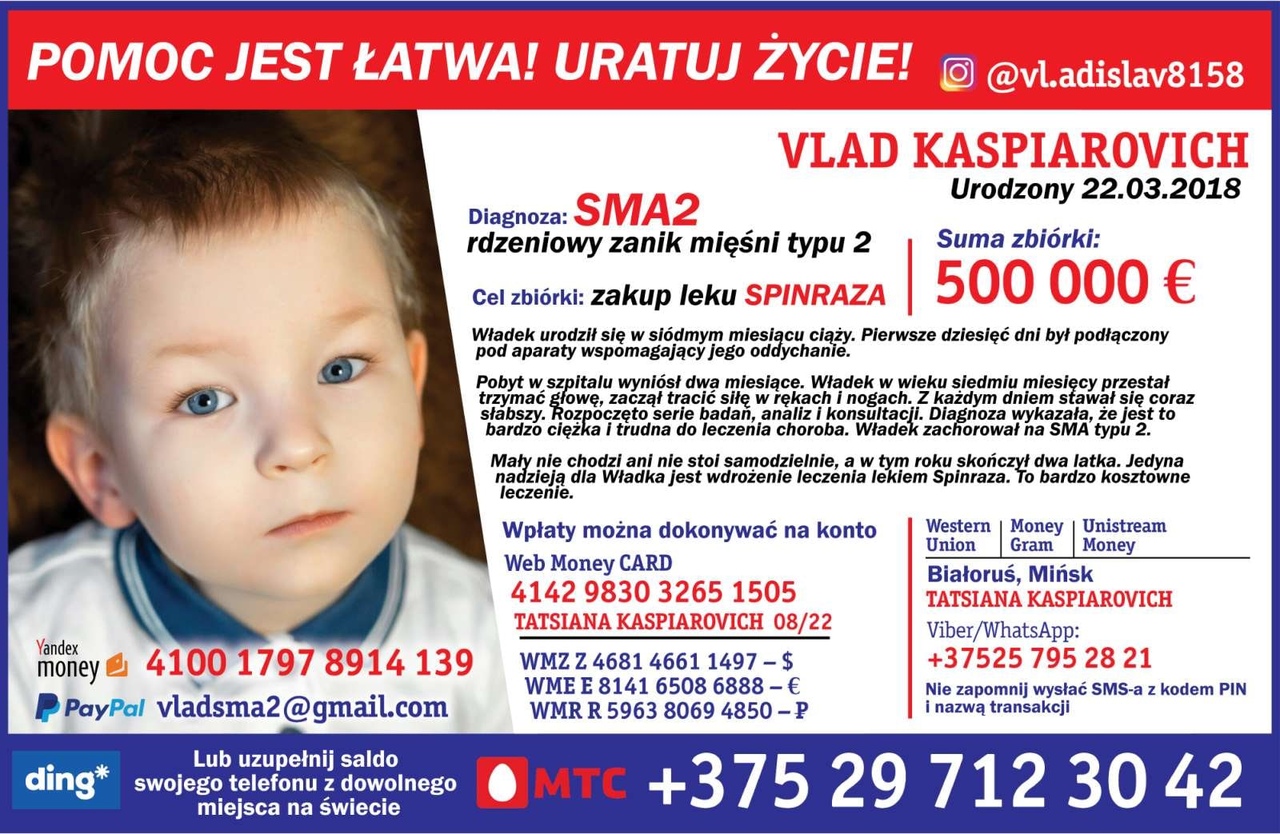 POMOC JEST ŁATWA! URATUJ ŻYCIE!
@vl.adislav8158
VLAD KASPIAROVICH
Urodzony 22.03.2018
Diagnoza: SMA2
rdzeniowy zanik mięśni typu 2
Cel zbiórki: zakup leku SPINRAZA
Suma zbiórki:
500 000 €
Władek urodził się w siódmym miesiącu ciąży. Pierwsze dziesięć dni był podłączony
pod aparaty wspomagający jego oddychanie.
Pobyt w szpitalu wyniósł dwa miesiące. Władek w wieku siedmiu miesięcy przestał
trzymać głowę, zaczął tracić siłę w rękach i nogach. Z każdym dniem stawał się coraz
słabszy. Rozpoczęto serie badań, analiz i konsultacji. Diagnoza wykazała, że jest to
bardzo ciężka i trudna do leczenia choroba. Władek zachorował na SMA typu 2.
Mały nie chodzi ani nie stoi samodzielnie, a w tym roku skończył dwa latka. Jedyna
nadzieją dla Władka jest wdrożenie leczenia lekiem Spinraza. To bardzo kosztowne
leczenie.
Wpłaty można dokonywać na konto
Web Money CARD
4142 9830 3265 1505
TATSIANA KASPIAROVICH 08/22
WMZ Z 4681 4661 1497 – $
WME E 8141 6508 6888 – €
WMR R 5963 8069 4850 – ₽
Western Union
Money Gram
Unistream Money
Białoruś, Mińsk
TATSIANA KASPIAROVICH
Viber/WhatsApp:
+37525 795 28 21
Nie zapomnij wysłać SMS-a z kodem PIN
i nazwą transakcji
Yandex money 4100 1797 8914 139
PayPal vladsma2@gmail.com
ding*
Lub uzupełnij saldo
swojego telefonu z dowolnego
miejsca na świecie
МТС +375 29 712 30 42